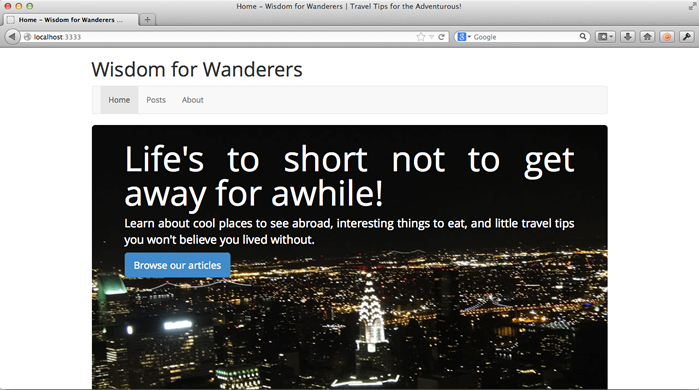 Home – Wisdom for Wanderers | Travel Tips for the Adventurous!
Home – Wisdom for Wanderers ...
localhost:3333
Google
Wisdom for Wanderers
Home Posts About
Life's to short not to get
away for awhile!
Learn about cool places to see abroad, interesting things to eat, and little travel tips
you won't believe you lived without.
Browse our articles